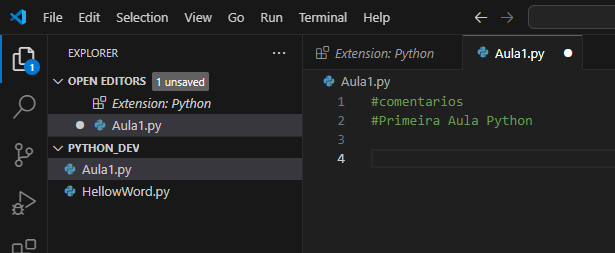 File Edit Selection View Go Run Terminal Help
EXPLORER ···
OPEN EDITORS 1 unsaved
Extension: Python
Aula1.py
PYTHON_DEV
Aula1.py
HellowWord.py
1
Extension: Python Aula1.py
Aula1.py
1 #comentarios
2 #Primeira Aula Python
3
4